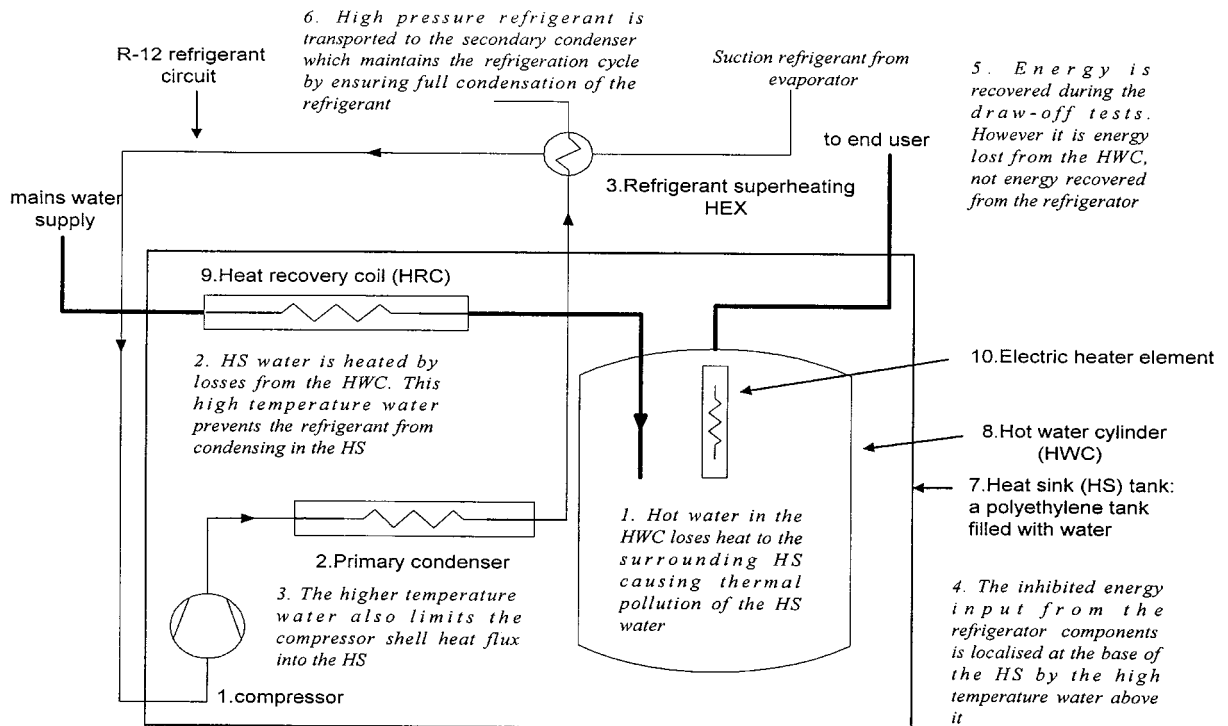 6. High pressure refrigerant is
transported to the secondary condenser
which maintains the refrigeration cycle
by ensuring full condensation of the
refrigerant
R-12 refrigerant
circuit
Suction refrigerant from
evaporator
5. Energy is
recovered during the
draw-off tests.
However it is energy
lost from the HWC,
not energy recovered
from the refrigerator
to end user
mains water
supply
3.Refrigerant superheating
HEX
9.Heat recovery coil (HRC)
2. HS water is heated by
losses from the HWC. This
high temperature water
prevents the refrigerant from
condensing in the HS
10.Electric heater element
8.Hot water cylinder
(HWC)
7.Heat sink (HS) tank:
a polyethylene tank
filled with water
1. Hot water in the
HWC loses heat to the
surrounding HS
causing thermal
pollution of the HS
water
2.Primary condenser
3. The higher temperature
water also limits the
compressor shell heat flux
into the HS
4. The inhibited energy
input from the
refrigerator components
is localised at the base of
the HS by the high
temperature water above
it
1.compressor